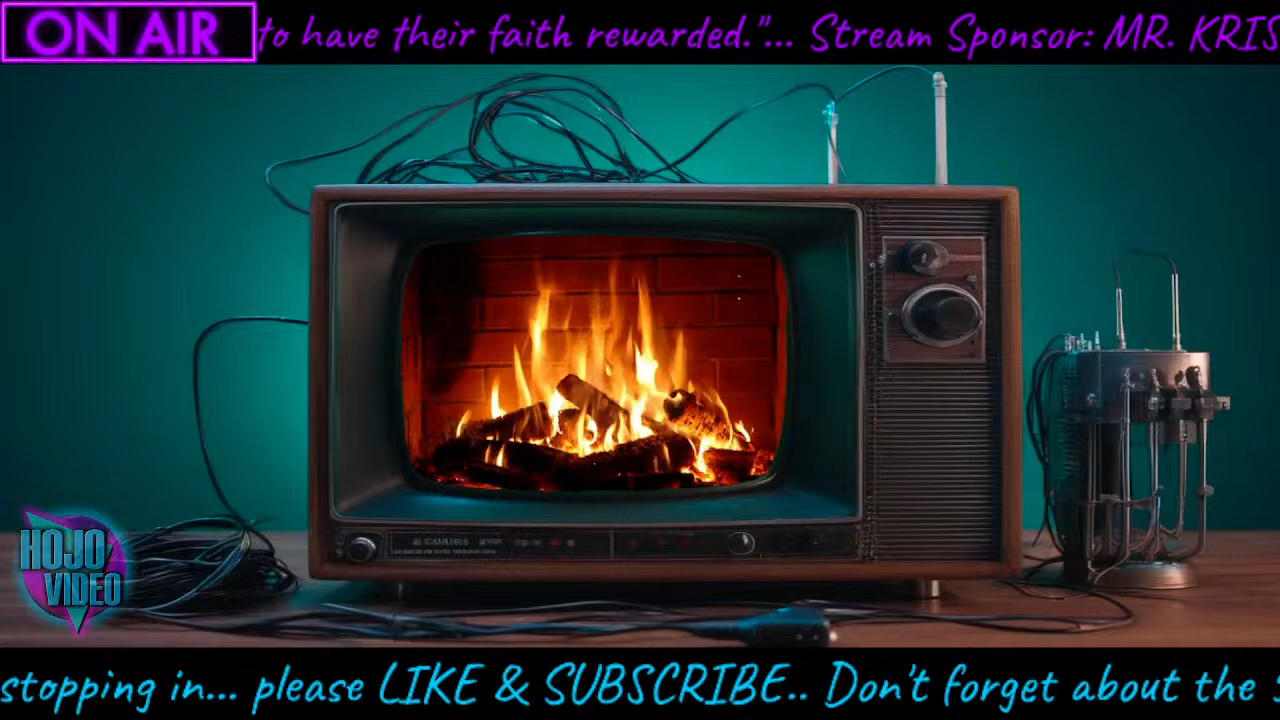 ON AIR
to have their faith rewarded."... Stream Sponsor: MR. KRIS
HOJO
VIDEO
stopping in... please LIKE & SUBSCRIBE.. Don't forget about the